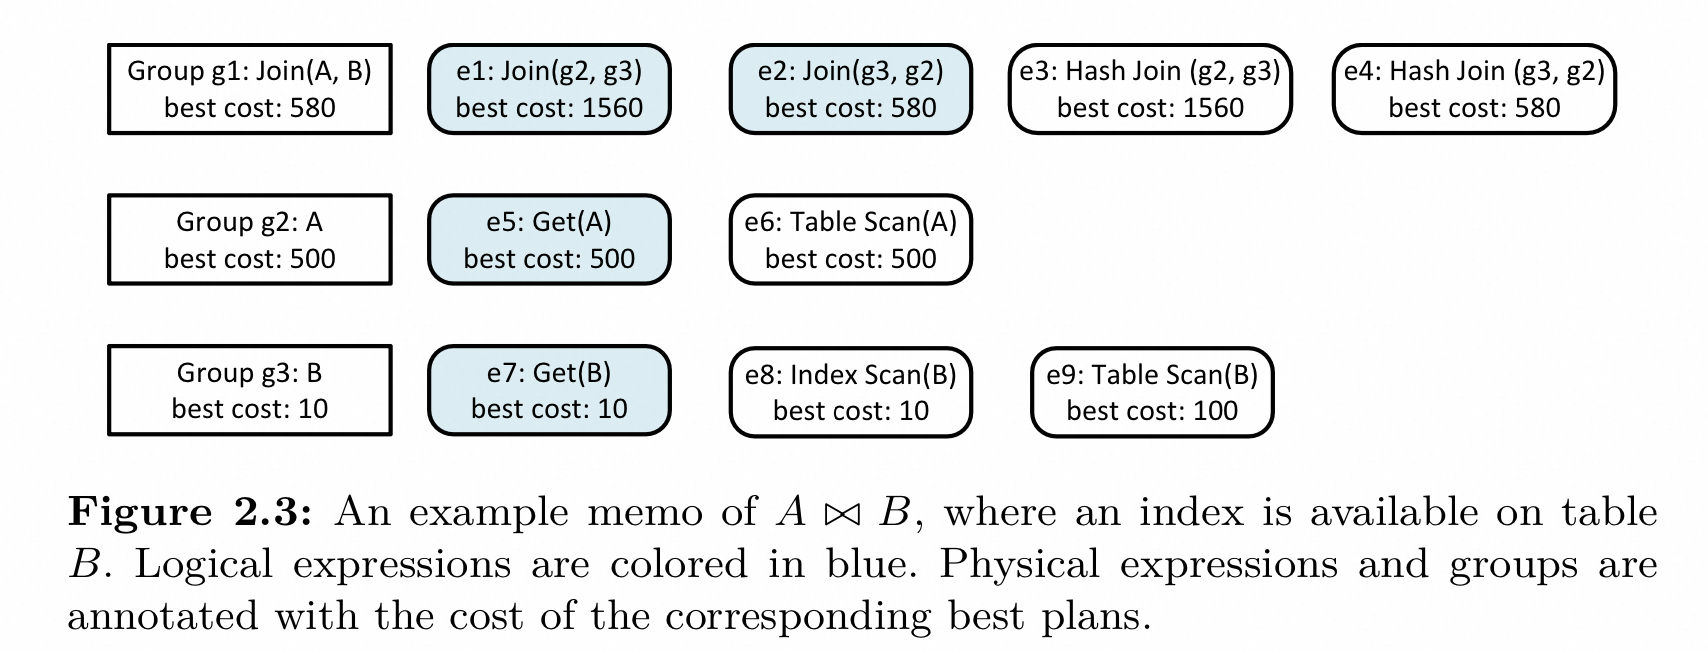 Group g1: Join(A, B)
best cost: 580
e1: Join(g2, g3)
best cost: 1560
e2: Join(g3, g2)
best cost: 580
e3: Hash Join (g2, g3)
best cost: 1560
e4: Hash Join (g3, g2)
best cost: 580
Group g2: A
best cost: 500
e5: Get(A)
best cost: 500
e6: Table Scan(A)
best cost: 500
Group g3: B
best cost: 10
e7: Get(B)
best cost: 10
e8: Index Scan(B)
best cost: 10
e9: Table Scan(B)
best cost: 100
Figure 2.3: An example memo of A ⋈ B, where an index is available on table
B. Logical expressions are colored in blue. Physical expressions and groups are
annotated with the cost of the corresponding best plans.